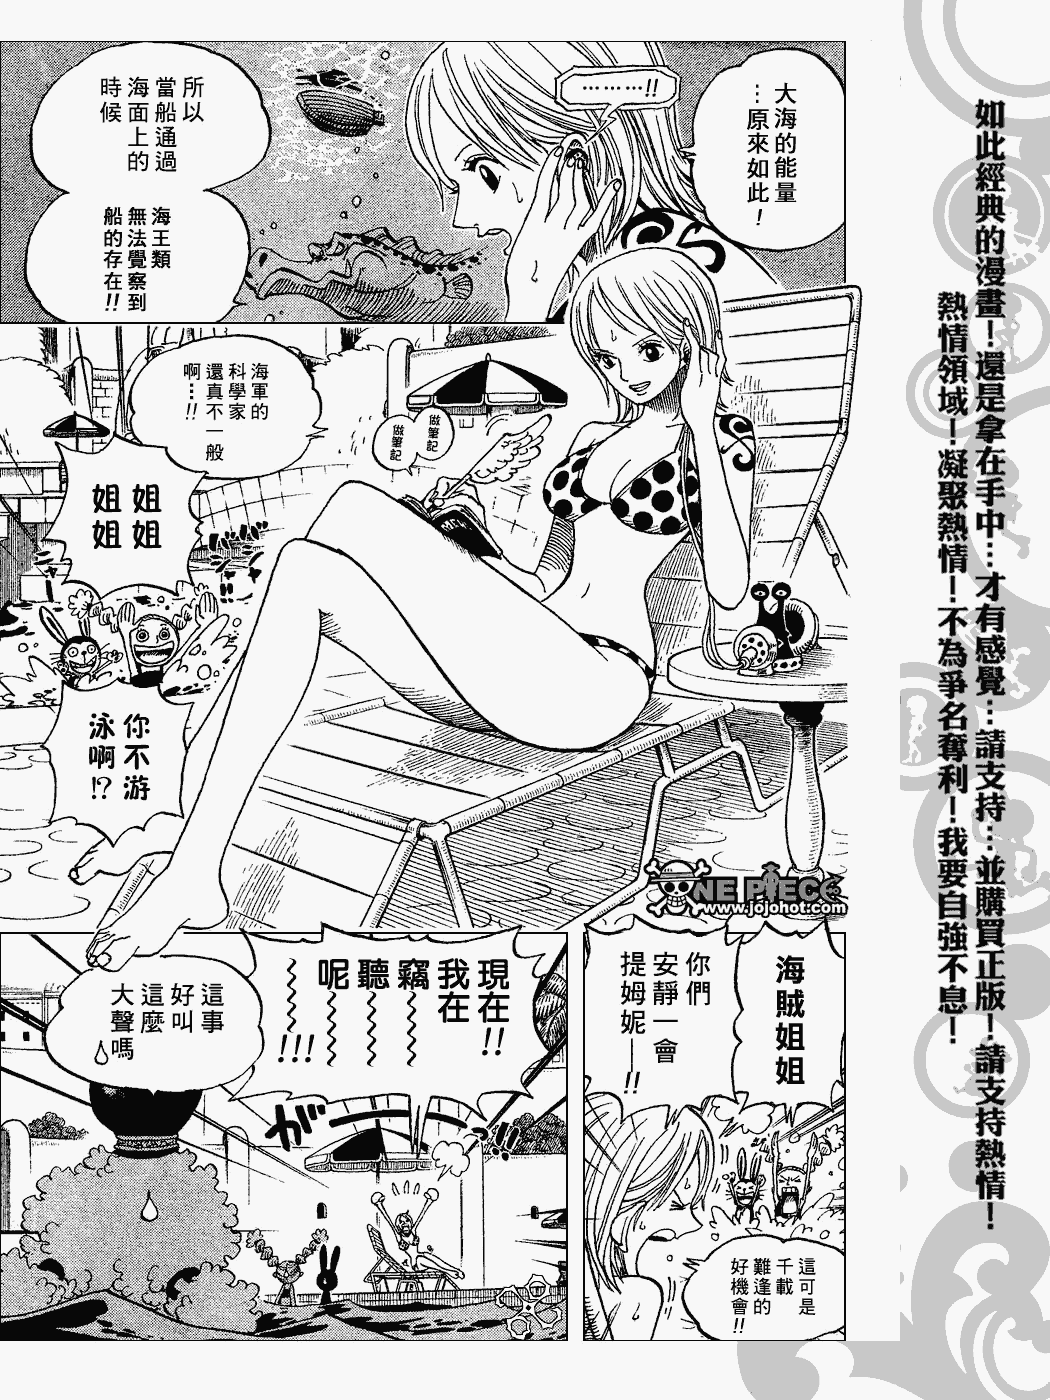 大海的能量
…原來如此!
………!!
所以
當船通過
海面上的
時候
海王類
無法覺察到
船的存在!!
海軍的
科學家
還真不一般
啊…!!
做筆記
做筆記
姐姐
姐姐
你不游
泳啊!?
ONE PIECE
www.jojohot.com
海賊姐姐
你們
安靜一會
提姆妮——!!
這可是
千載
難逢的
好機會!!
現在!!
我在
竊~~~~
聽~~~~
呢~~~~
~~~~!!!
這事
好叫
這麼
大聲嗎
ガーッ!!
如此經典的漫畫!還是拿在手中…才有感覺…請支持…並購買正版!請支持熱情!
熱情領域!凝聚熱情!不為爭名奪利!我要自強不息!